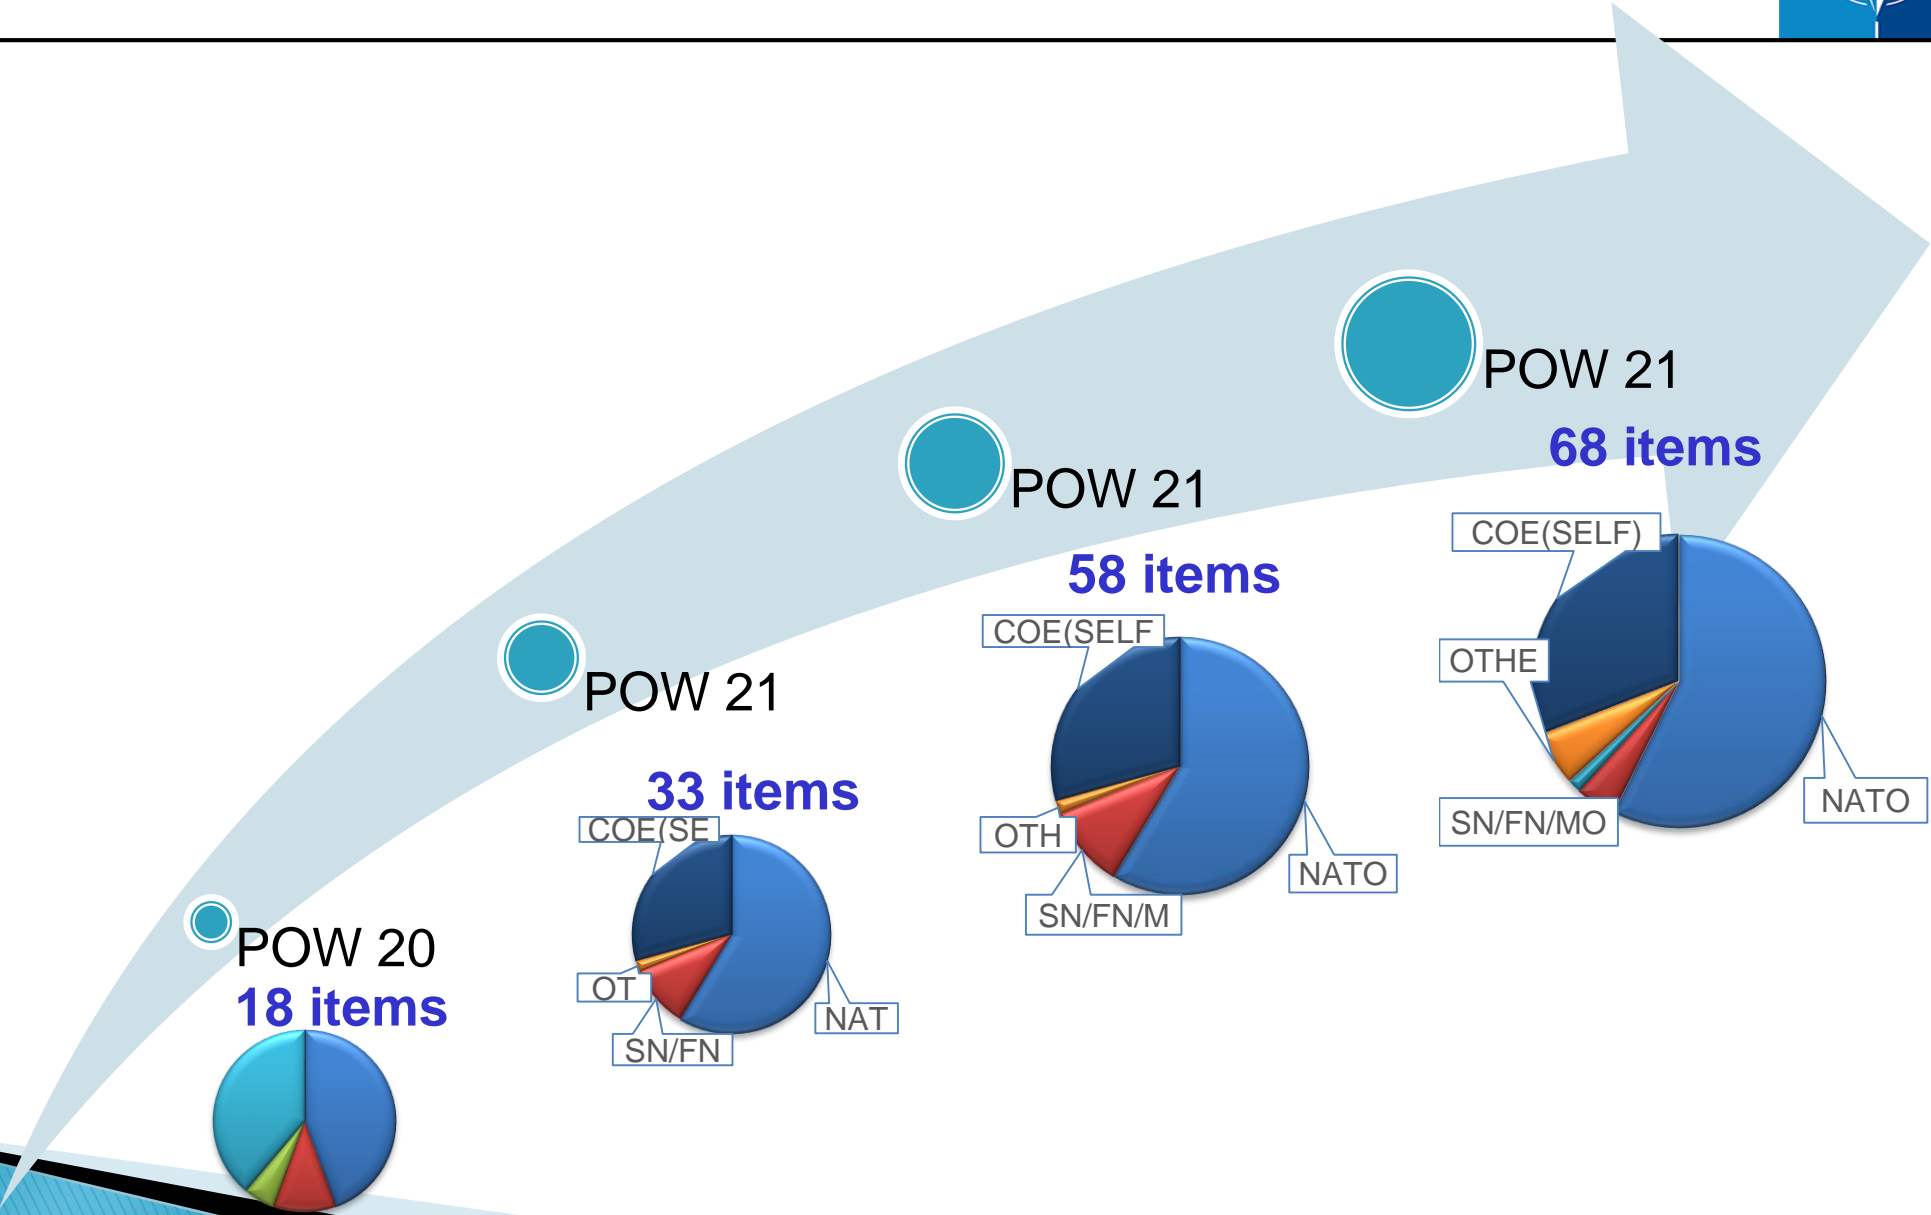 POW 20
18 items
POW 21
33 items
COE(SE
OT
SN/FN
NAT
POW 21
58 items
COE(SELF
OTH
SN/FN/M
NATO
POW 21
68 items
COE(SELF)
OTHE
SN/FN/MO
NATO